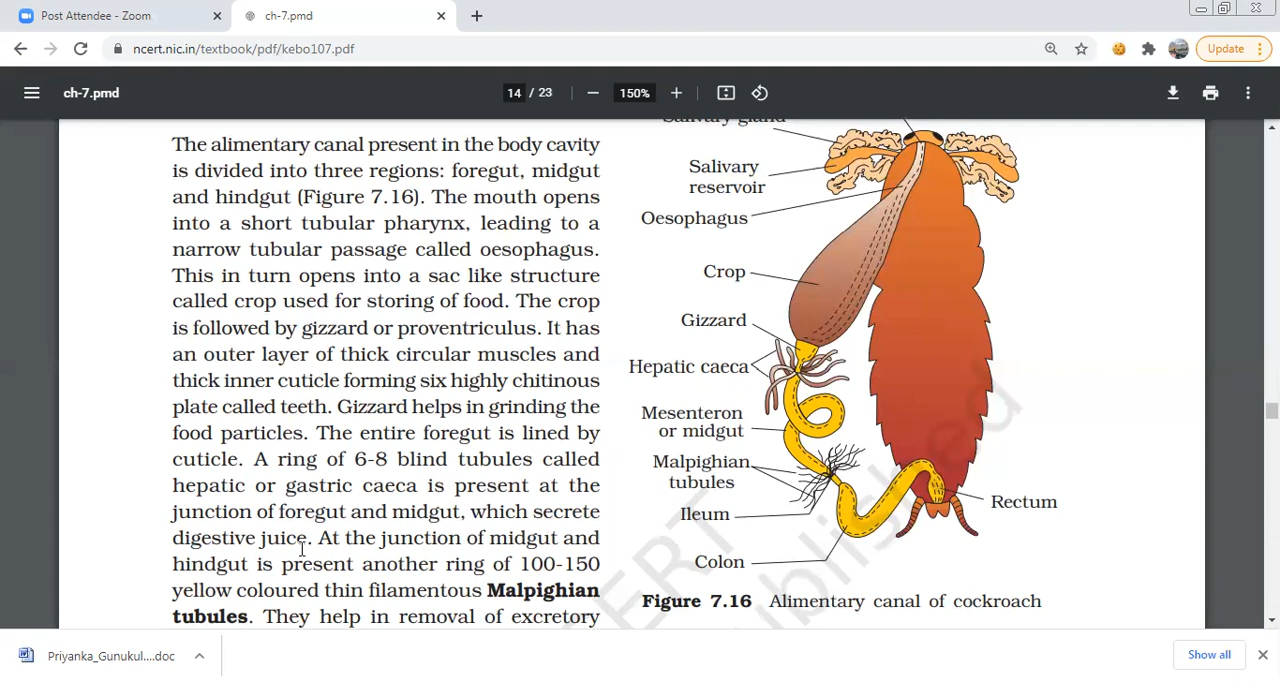 Post Attendee - Zoom
ch-7.pmd
ncert.nic.in/textbook/pdf/kebo107.pdf
Update
ch-7.pmd
14 / 23
150%
The alimentary canal present in the body cavity
is divided into three regions: foregut, midgut
and hindgut (Figure 7.16). The mouth opens
into a short tubular pharynx, leading to a
narrow tubular passage called oesophagus.
This in turn opens into a sac like structure
called crop used for storing of food. The crop
is followed by gizzard or proventriculus. It has
an outer layer of thick circular muscles and
thick inner cuticle forming six highly chitinous
plate called teeth. Gizzard helps in grinding the
food particles. The entire foregut is lined by
cuticle. A ring of 6-8 blind tubules called
hepatic or gastric caeca is present at the
junction of foregut and midgut, which secrete
digestive juice. At the junction of midgut and
hindgut is present another ring of 100-150
yellow coloured thin filamentous Malpighian
tubules. They help in removal of excretory
Salivary gland
Salivary
reservoir
Oesophagus
Crop
Gizzard
Hepatic caeca
Mesenteron
or midgut
Malpighian
tubules
Ileum
Colon
Rectum
Figure 7.16 Alimentary canal of cockroach
Priyanka_Gunukul....doc
Show all